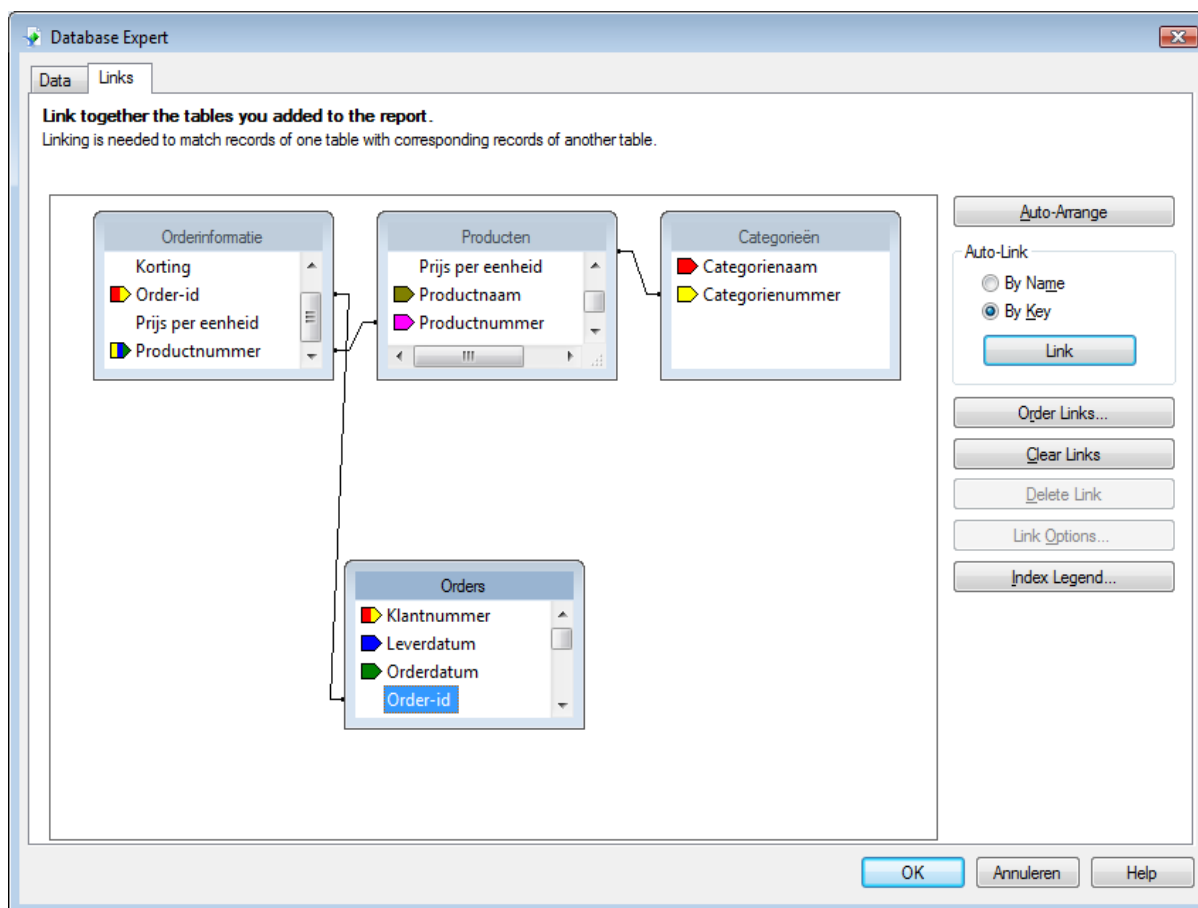 Database Expert
Data
Links
Link together the tables you added to the report.
Linking is needed to match records of one table with corresponding records of another table.
Orderinformatie
Korting
Order-id
Prijs per eenheid
Productnummer
Producten
Prijs per eenheid
Productnaam
Productnummer
Categorieën
Categorienaam
Categorienummer
Orders
Klantnummer
Leverdatum
Orderdatum
Order-id
Auto-Arrange
Auto-Link
By Name
By Key
Link
Order Links...
Clear Links
Delete Link
Link Options...
Index Legend...
OK
Annuleren
Help